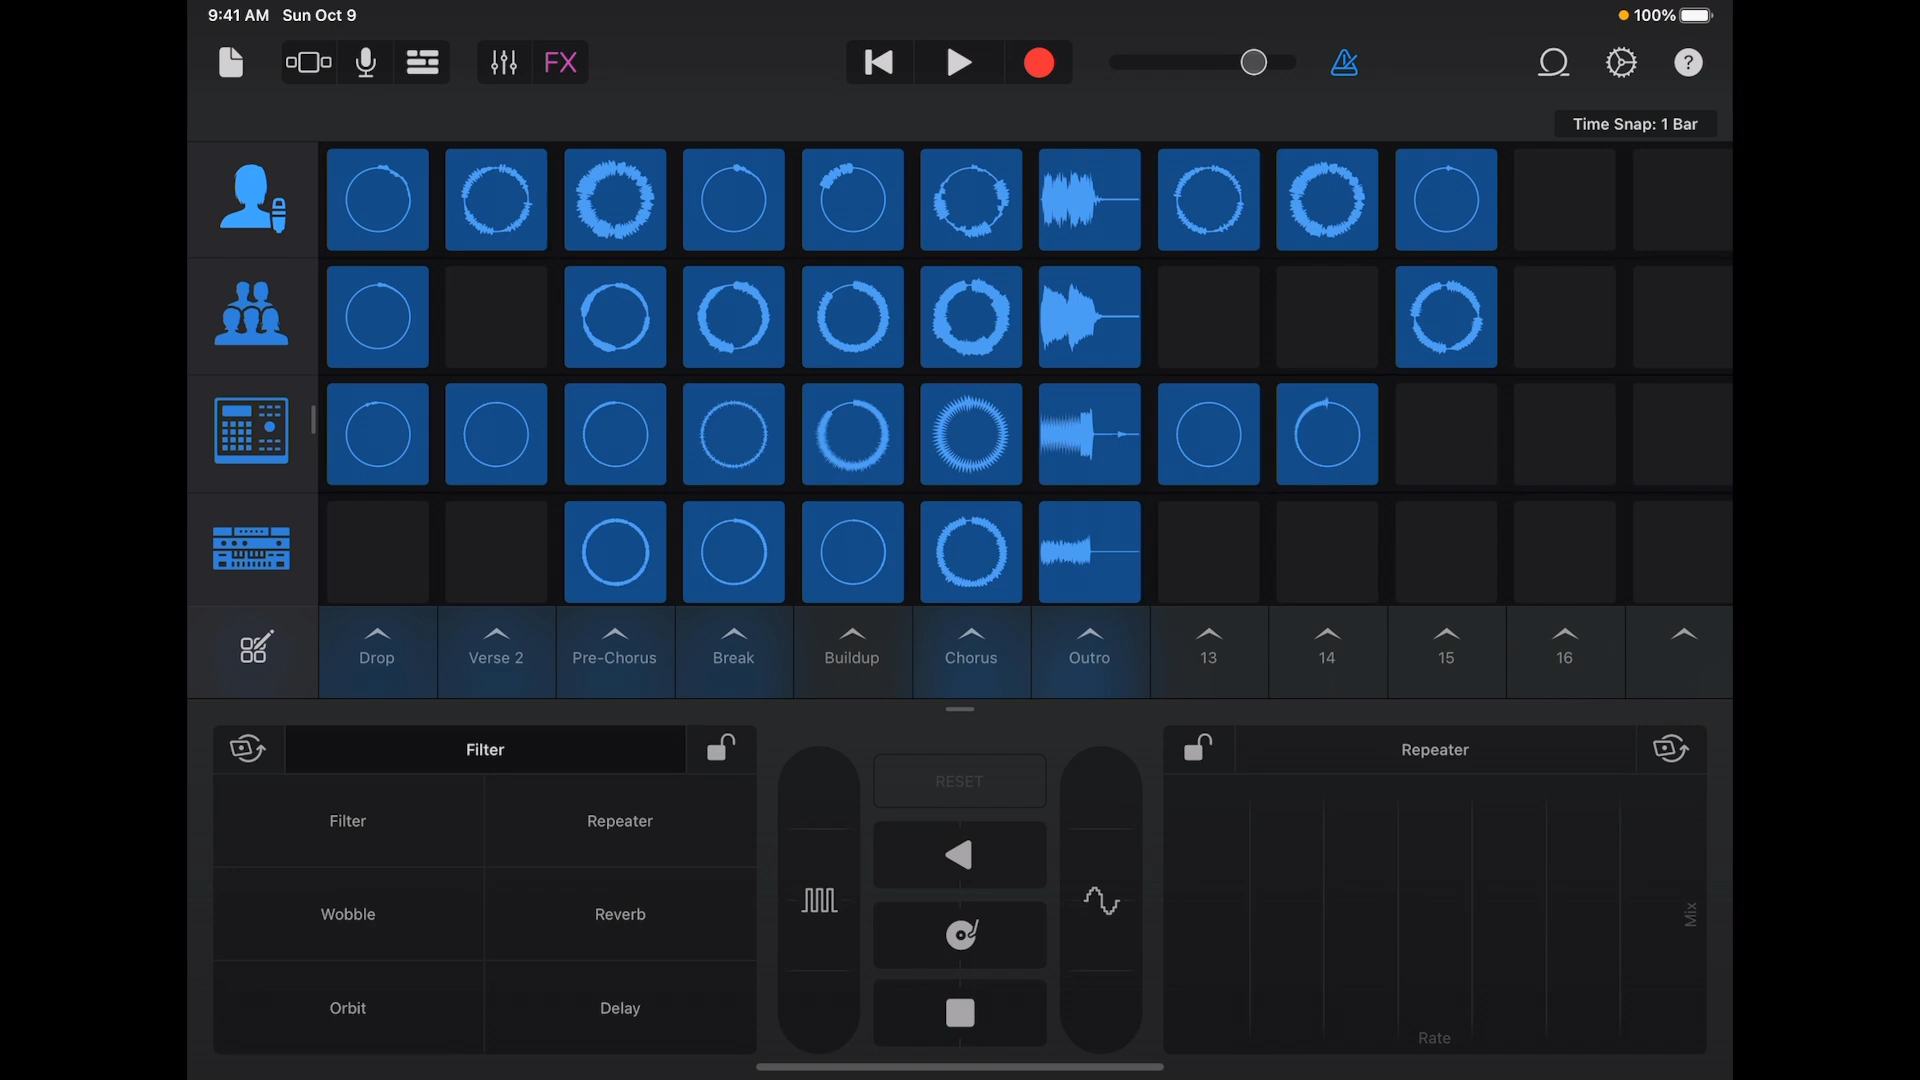 9:41 AM Sun Oct 9
100%
FX
?
Time Snap: 1 Bar
Drop
Verse 2
Pre-Chorus
Break
Buildup
Chorus
Outro
13
14
15
16
Filter
Filter
Repeater
Wobble
Reverb
Orbit
Delay
RESET
Repeater
Mix
Rate